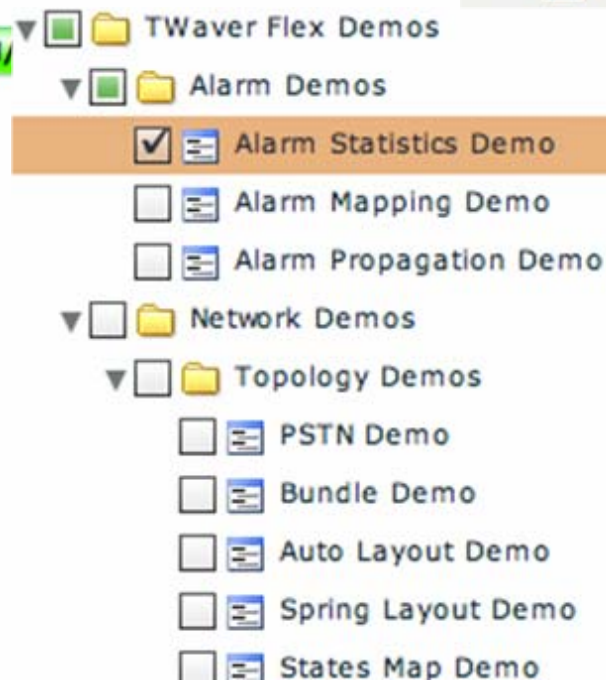 TWaver Flex Demos
Alarm Demos
Alarm Statistics Demo
Alarm Mapping Demo
Alarm Propagation Demo
Network Demos
Topology Demos
PSTN Demo
Bundle Demo
Auto Layout Demo
Spring Layout Demo
States Map Demo